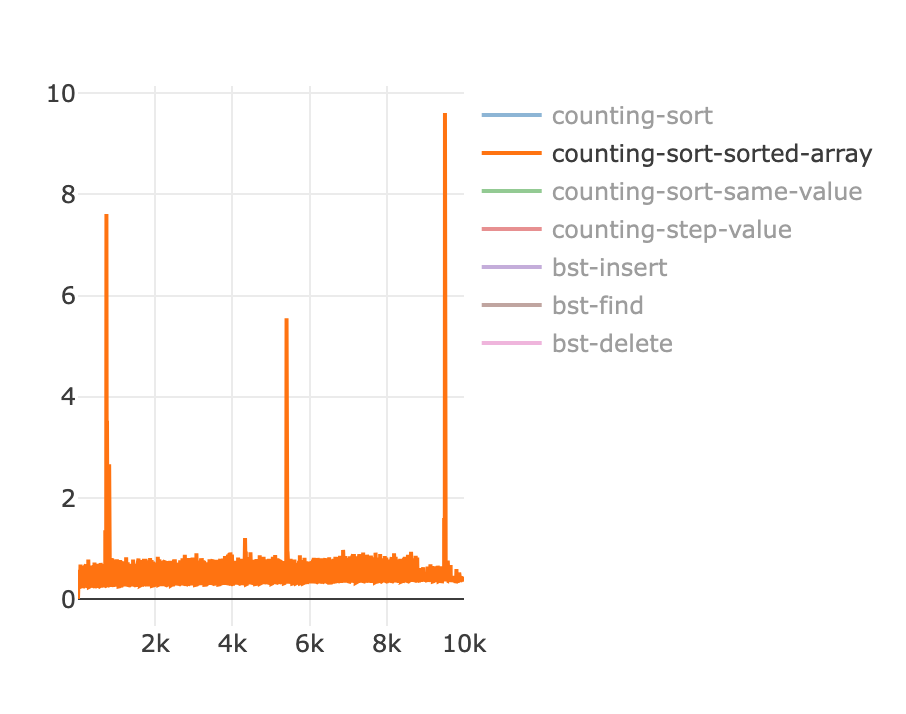 10
8
6
4
2
0
2k 4k 6k 8k 10k
counting-sort
counting-sort-sorted-array
counting-sort-same-value
counting-step-value
bst-insert
bst-find
bst-delete